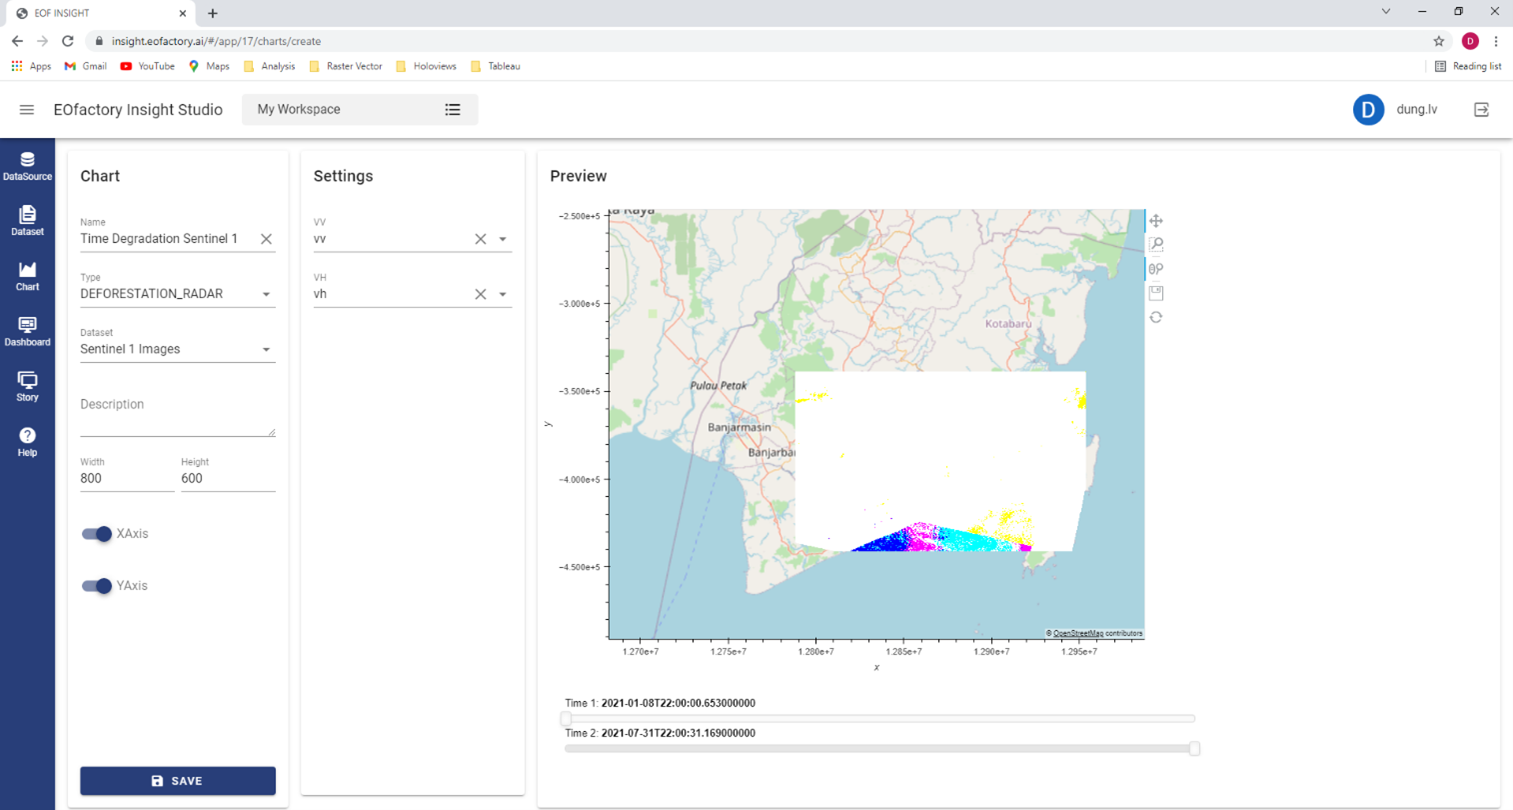 EOF INSIGHT
insight.eofactory.ai/#/app/17/charts/create
D
Apps
Gmail
YouTube
Maps
Analysis
Raster Vector
Holoviews
Tableau
Reading list
EOfactory Insight Studio
My Workspace
D
dung.lv
DataSource
Dataset
Chart
Dashboard
Story
Help
Chart
Name
Time Degradation Sentinel 1
Type
DEFORESTATION_RADAR
Dataset
Sentinel 1 Images
Description
Width
800
Height
600
XAxis
YAxis
SAVE
Settings
VV
vv
VH
vh
Preview
-2.500e+5
-3.000e+5
-3.500e+5
-4.000e+5
-4.500e+5
y
Kotabaru
Pulau Petak
Banjarmasin
Banjarba
© OpenStreetMap contributors
1.270e+7
1.275e+7
1.280e+7
1.285e+7
1.290e+7
1.295e+7
x
Time 1: 2021-01-08T22:00:00.653000000
Time 2: 2021-07-31T22:00:31.169000000